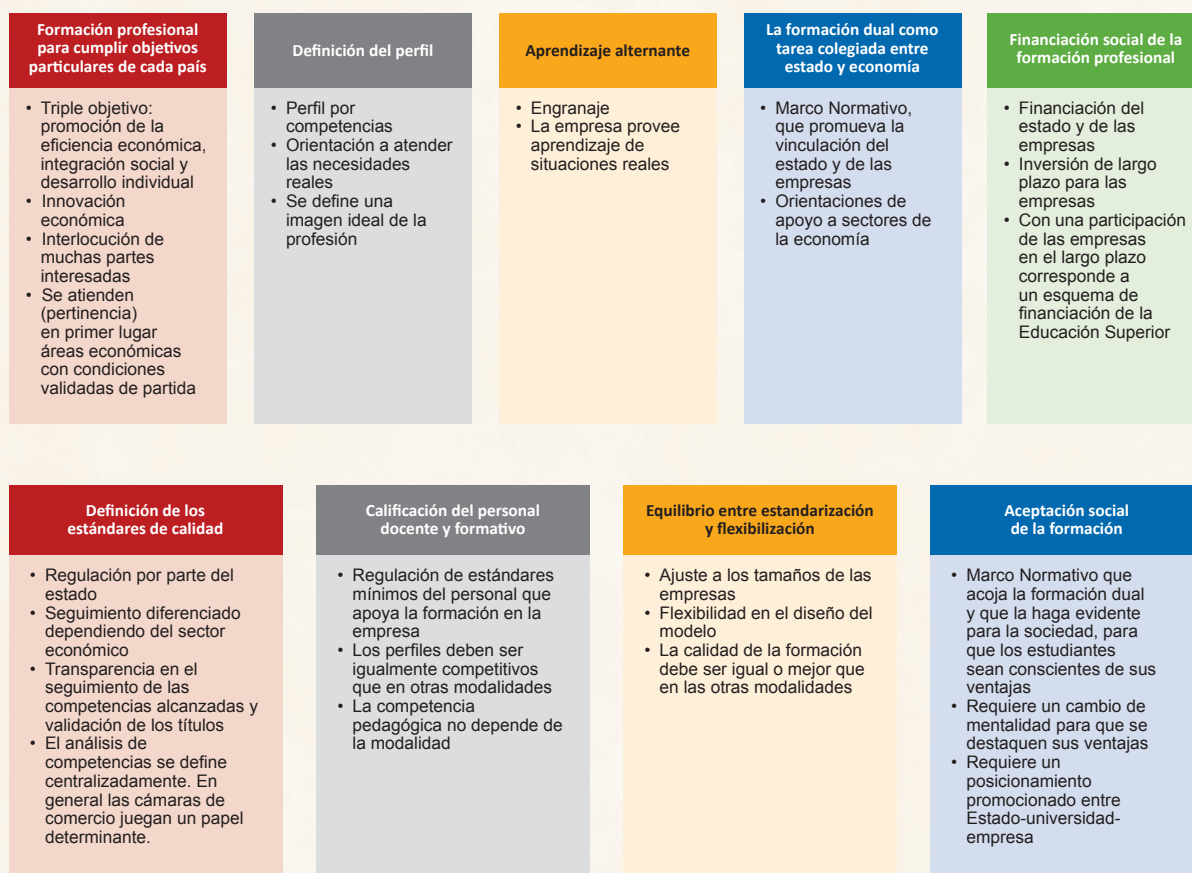 Formación profesional
para cumplir objetivos
particulares de cada país
• Triple objetivo:
promoción de la
eficiencia económica,
integración social y
desarrollo individual
• Innovación
económica
• Interlocución de
muchas partes
interesadas
• Se atienden
(pertinencia)
en primer lugar
áreas económicas
con condiciones
validadas de partida
Definición del perfil
• Perfil por
competencias
• Orientación a atender
las necesidades
reales
• Se define una
imagen ideal de la
profesión
Aprendizaje alternante
• Engranaje
• La empresa provee
aprendizaje de
situaciones reales
La formación dual como
tarea colegiada entre
estado y economía
• Marco Normativo,
que promueva la
vinculación del
estado y de las
empresas
• Orientaciones de
apoyo a sectores de
la economía
Financiación social de la
formación profesional
• Financiación del
estado y de las
empresas
• Inversión de largo
plazo para las
empresas
• Con una participación
de las empresas
en el largo plazo
corresponde a
un esquema de
financiación de la
Educación Superior
Definición de los
estándares de calidad
• Regulación por parte del
estado
• Seguimiento diferenciado
dependiendo del sector
económico
• Transparencia en el
seguimiento de las
competencias alcanzadas y
validación de los títulos
• El análisis de
competencias se define
centralizadamente. En
general las cámaras de
comercio juegan un papel
determinante.
Calificación del personal
docente y formativo
• Regulación de estándares
mínimos del personal que
apoya la formación en la
empresa
• Los perfiles deben ser
igualmente competitivos
que en otras modalidades
• La competencia
pedagógica no depende de
la modalidad
Equilibrio entre estandarización
y flexibilización
• Ajuste a los tamaños de las
empresas
• Flexibilidad en el diseño del
modelo
• La calidad de la formación
debe ser igual o mejor que
en las otras modalidades
Aceptación social
de la formación
• Marco Normativo que
acoja la formación dual
y que la haga evidente
para la sociedad, para
que los estudiantes
sean conscientes de sus
ventajas
• Requiere un cambio de
mentalidad para que se
destaquen sus ventajas
• Requiere un
posicionamiento
promocionado entre
Estado-universidad-
empresa